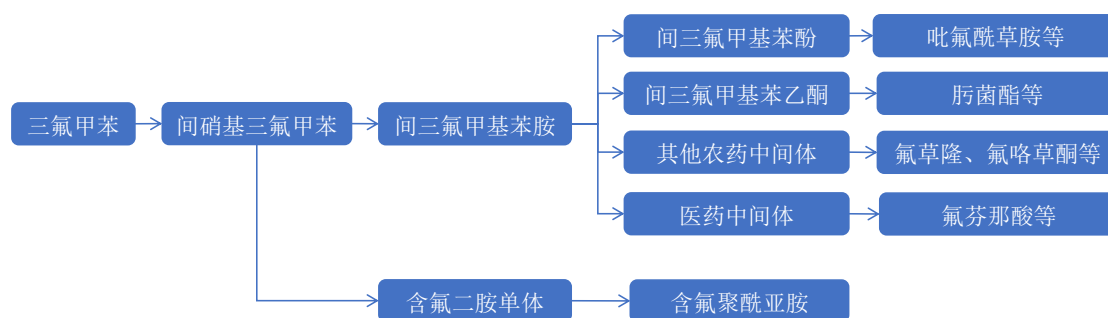 间三氟甲基苯酚
吡氟酰草胺等
间三氟甲基苯乙酮
肟菌酯等
三氟甲苯
间硝基三氟甲苯
间三氟甲基苯胺
其他农药中间体
氟草隆、氟咯草酮等
医药中间体
氟芬那酸等
含氟二胺单体
含氟聚酰亚胺